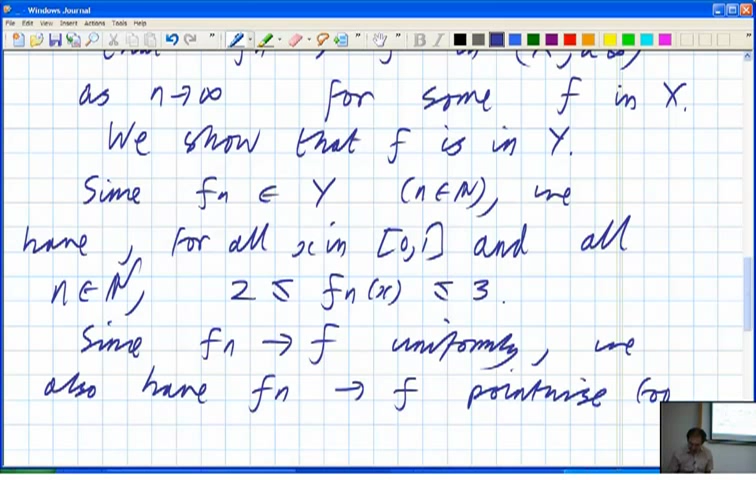 Windows Journal
File Edit View Insert Actions Tools Help
as n → ∞ for some f in X.
We show that f is in Y.
Since fn ∈ Y (n ∈ ℕ), we
have, for all x in [0,1] and all
n ∈ ℕ, 2 ≤ fn(x) ≤ 3.
Since fn → f uniformly, we
also have fn → f pointwise